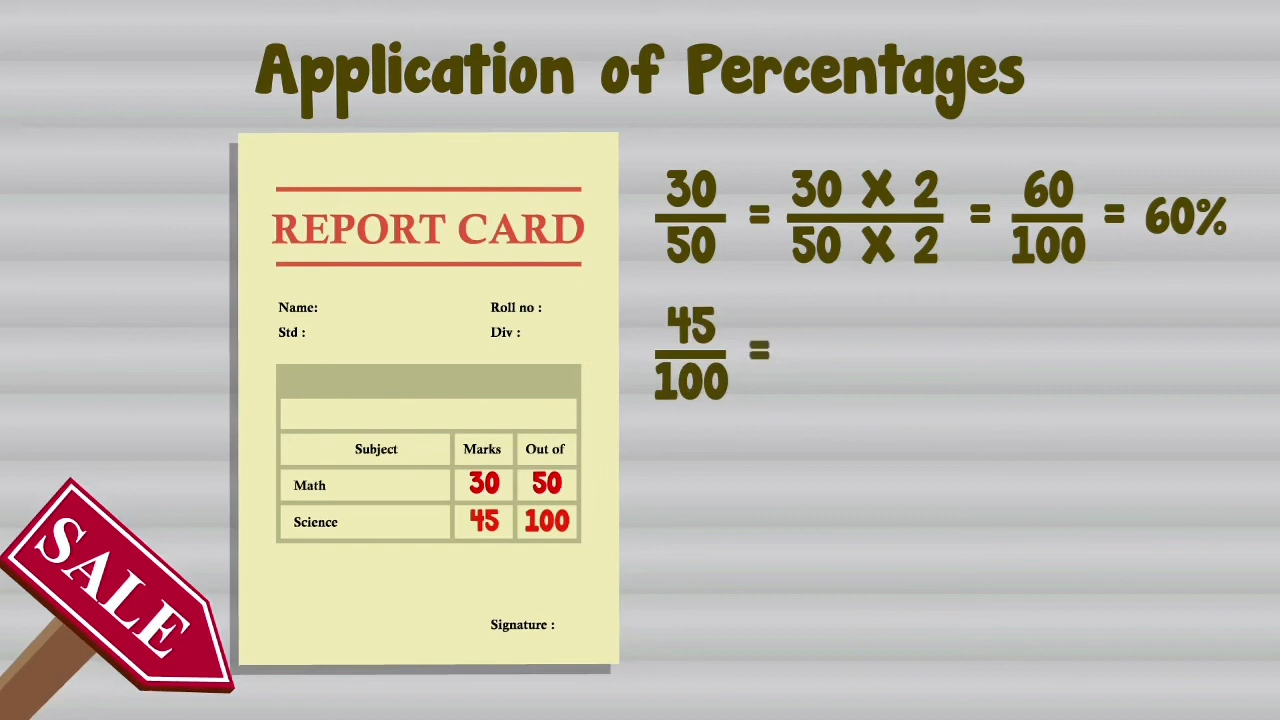 Application of Percentages
REPORT CARD
Name: Roll no :
Std : Div :
Subject Marks Out of
Math 30 50
Science 45 100
Signature :
30/50 = 30 X 2/50 X 2 = 60/100 = 60%
45/100 =
SALE